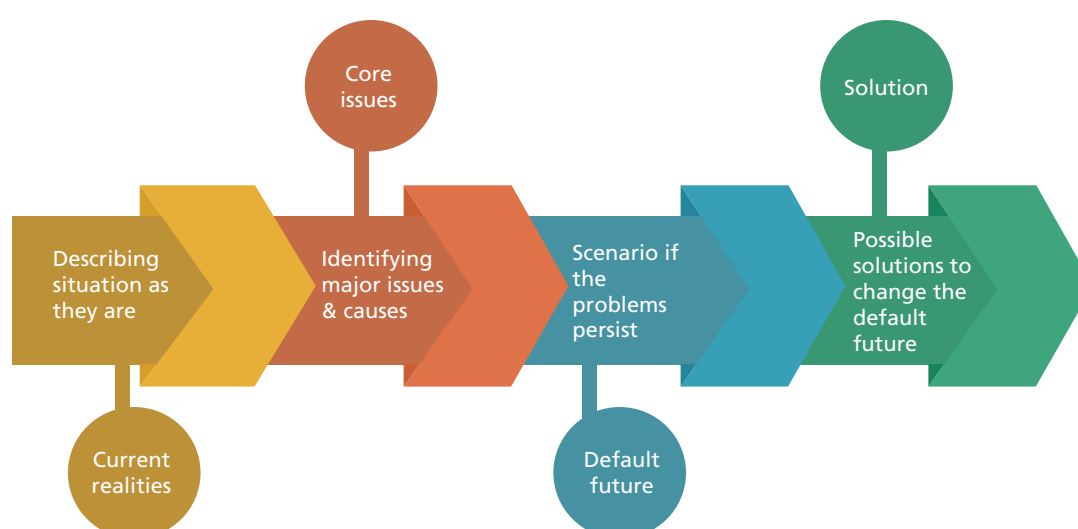 Core
issues
Solution
Describing
situation as
they are
Identifying
major issues
& causes
Scenario if
the
problems
persist
Possible
solutions to
change the
default
future
Current
realities
Default
future